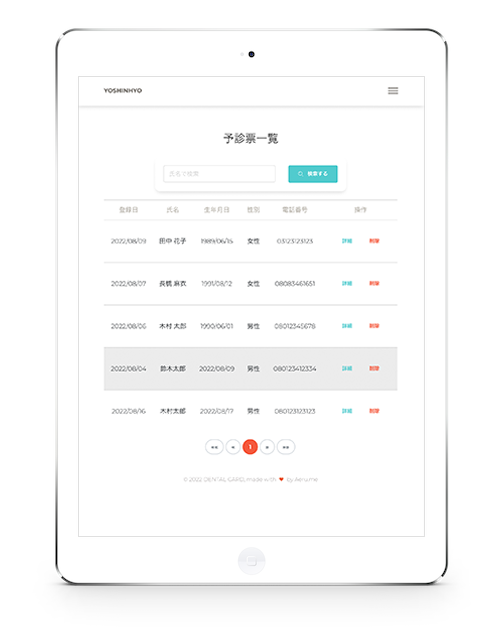 YOSHINHYO
予診票一覧
氏名で検索 検索する
登録日 氏名 生年月日 性別 電話番号 操作
2022/08/09 田中 花子 1989/06/15 女性 03123123123 詳細 削除
2022/08/07 長橋 麻衣 1991/08/12 女性 08083461651 詳細 削除
2022/08/06 木村 太郎 1990/06/01 男性 08012345678 詳細 削除
2022/08/04 鈴木太郎 2022/08/09 男性 080123412334 詳細 削除
2022/08/16 木村太郎 2022/08/17 男性 080123123123 詳細 削除
«« « 1 » »»
© 2022 DENTAL CARD, made with ❤ by